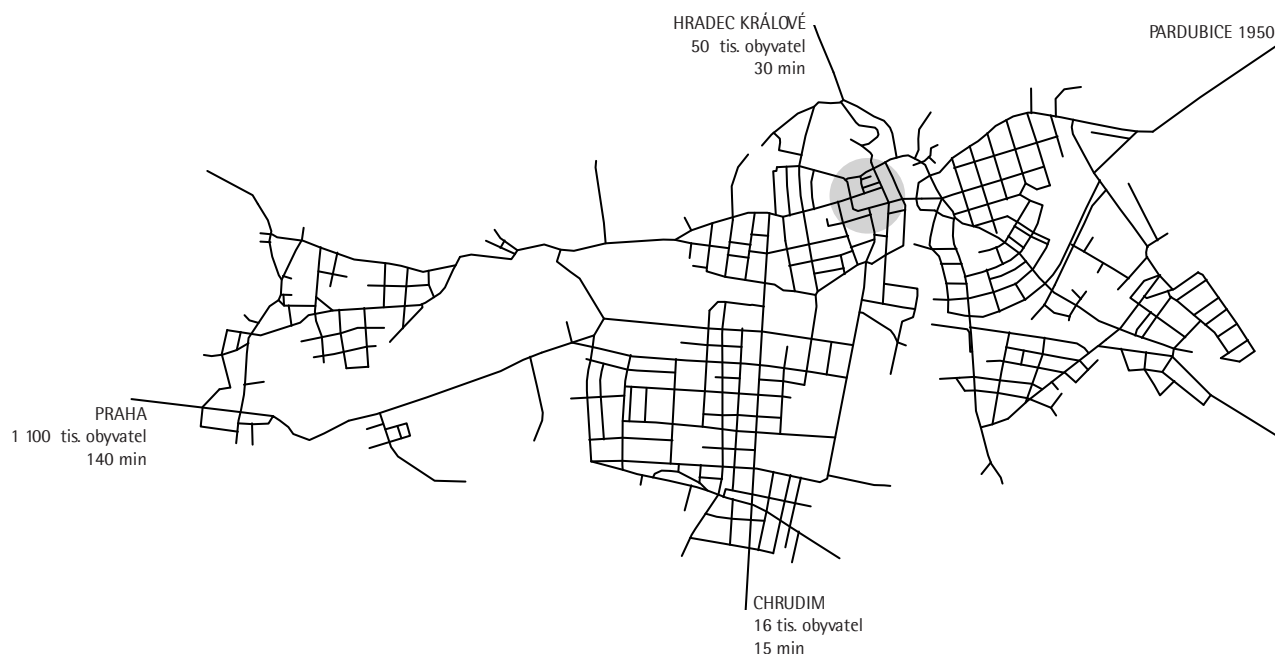 HRADEC KRÁLOVÉ
50 tis. obyvatel
30 min
PARDUBICE 1950
PRAHA
1 100 tis. obyvatel
140 min
CHRUDIM
16 tis. obyvatel
15 min